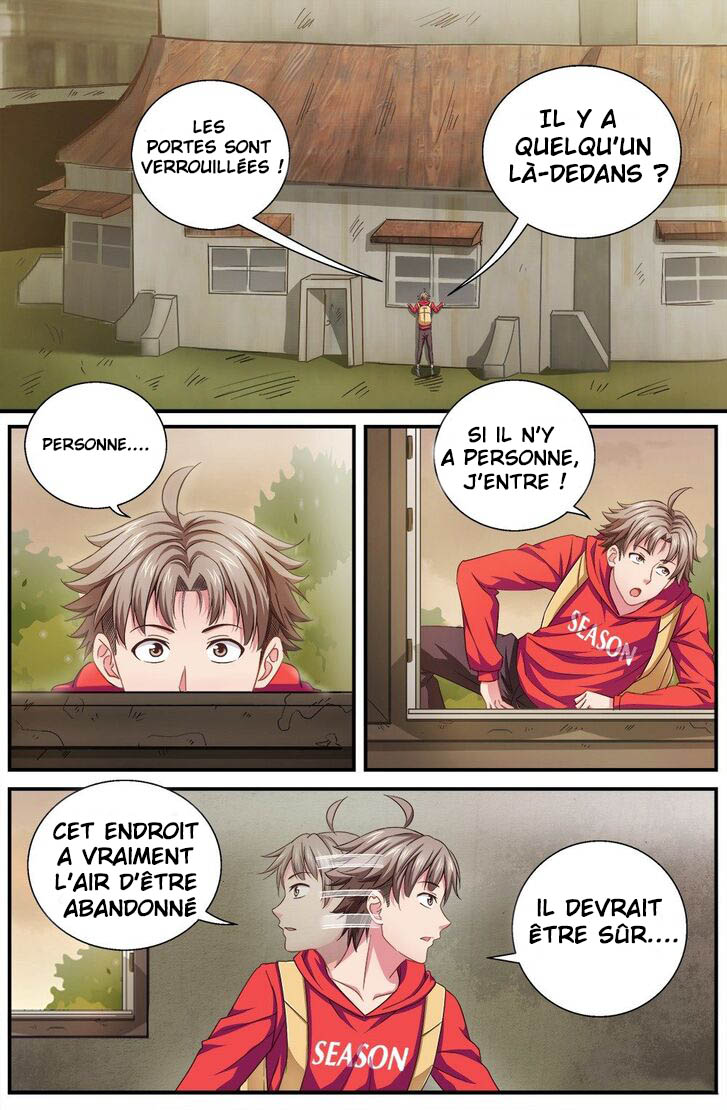 LES
PORTES SONT
VERROUILLÉES !
IL Y A
QUELQU'UN
LÀ-DEDANS ?
PERSONNE....
SI IL N'Y
A PERSONNE,
J'ENTRE !
SEASON
CET ENDROIT
A VRAIMENT
L'AIR D'ÊTRE
ABANDONNÉ
IL DEVRAIT
ÊTRE SÛR....
SEASON